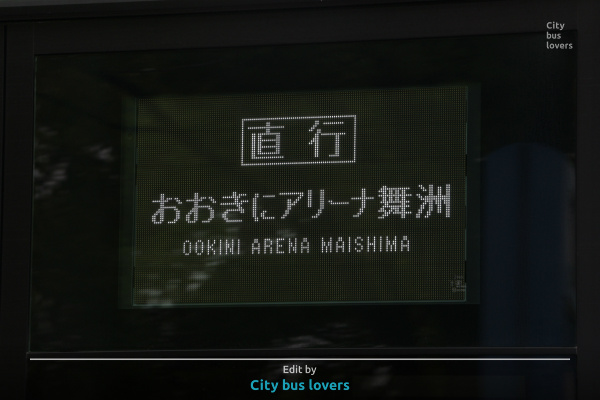 City
bus
lovers
直行
おおきにアリーナ舞洲
OOKINI ARENA MAISHIMA
Edit by
City bus lovers